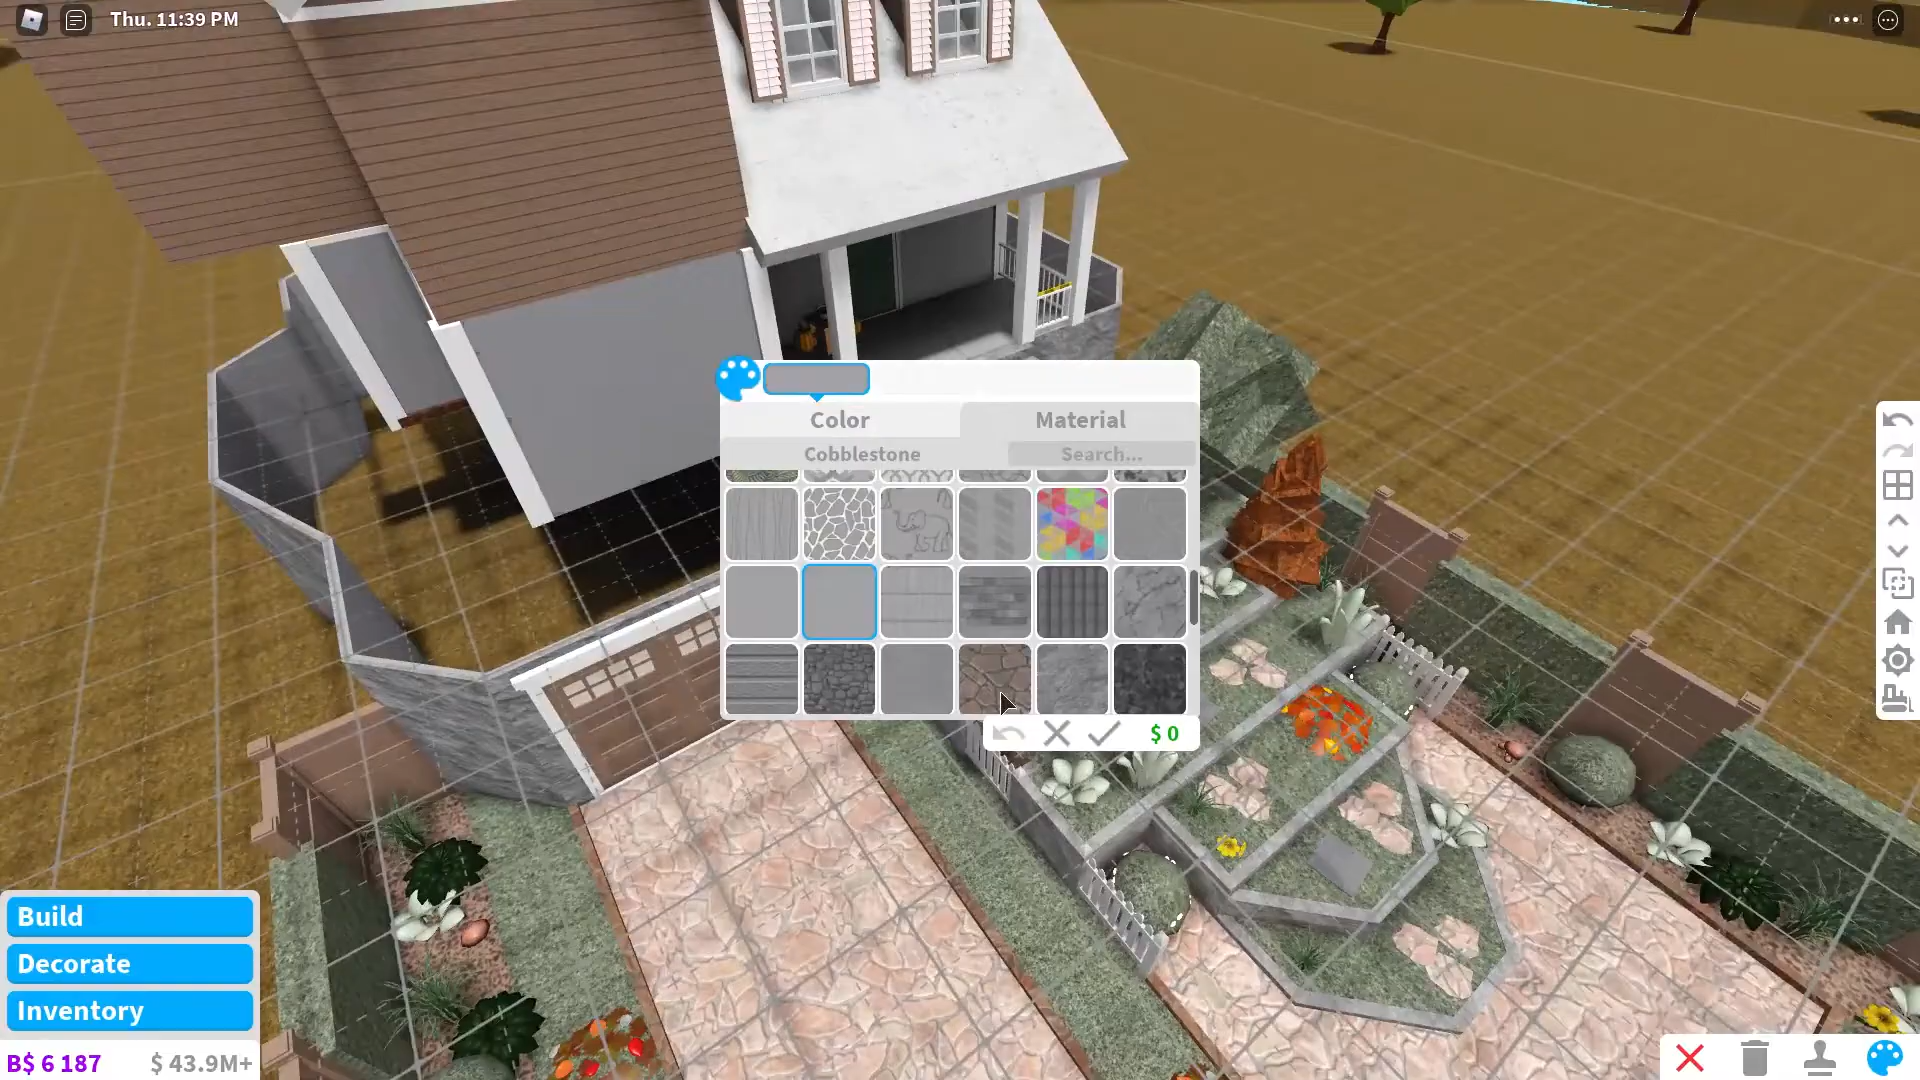 Thu. 11:39 PM
Color
Material
Cobblestone
Search...
$ 0
Build
Decorate
Inventory
B$ 6 187
$ 43.9M+